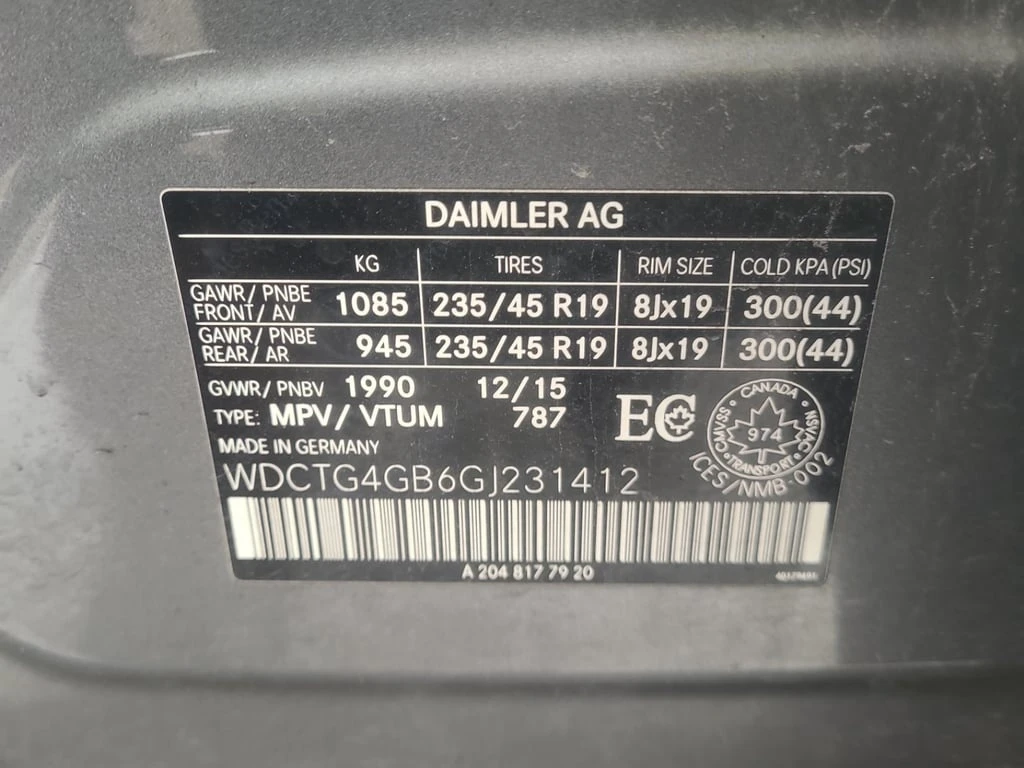 DAIMLER AG
KG TIRES RIM SIZE COLD KPA (PSI)
GAWR/ PNBE FRONT/ AV 1085 235/45 R19 8Jx19 300(44)
GAWR/ PNBE REAR/ AR 945 235/45 R19 8Jx19 300(44)
GVWR/ PNBV 1990 12/15
TYPE: MPV/ VTUM 787
MADE IN GERMANY
WDCTG4GB6GJ231412
EC
CANADA
CMVSS
NSVAC
974
TRANSPORT
ICES/NMB-002
A 204 817 79 20